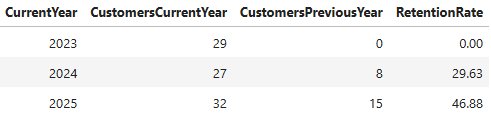 CurrentYear CustomersCurrentYear CustomersPreviousYear RetentionRate
2023 29 0 0.00
2024 27 8 29.63
2025 32 15 46.88